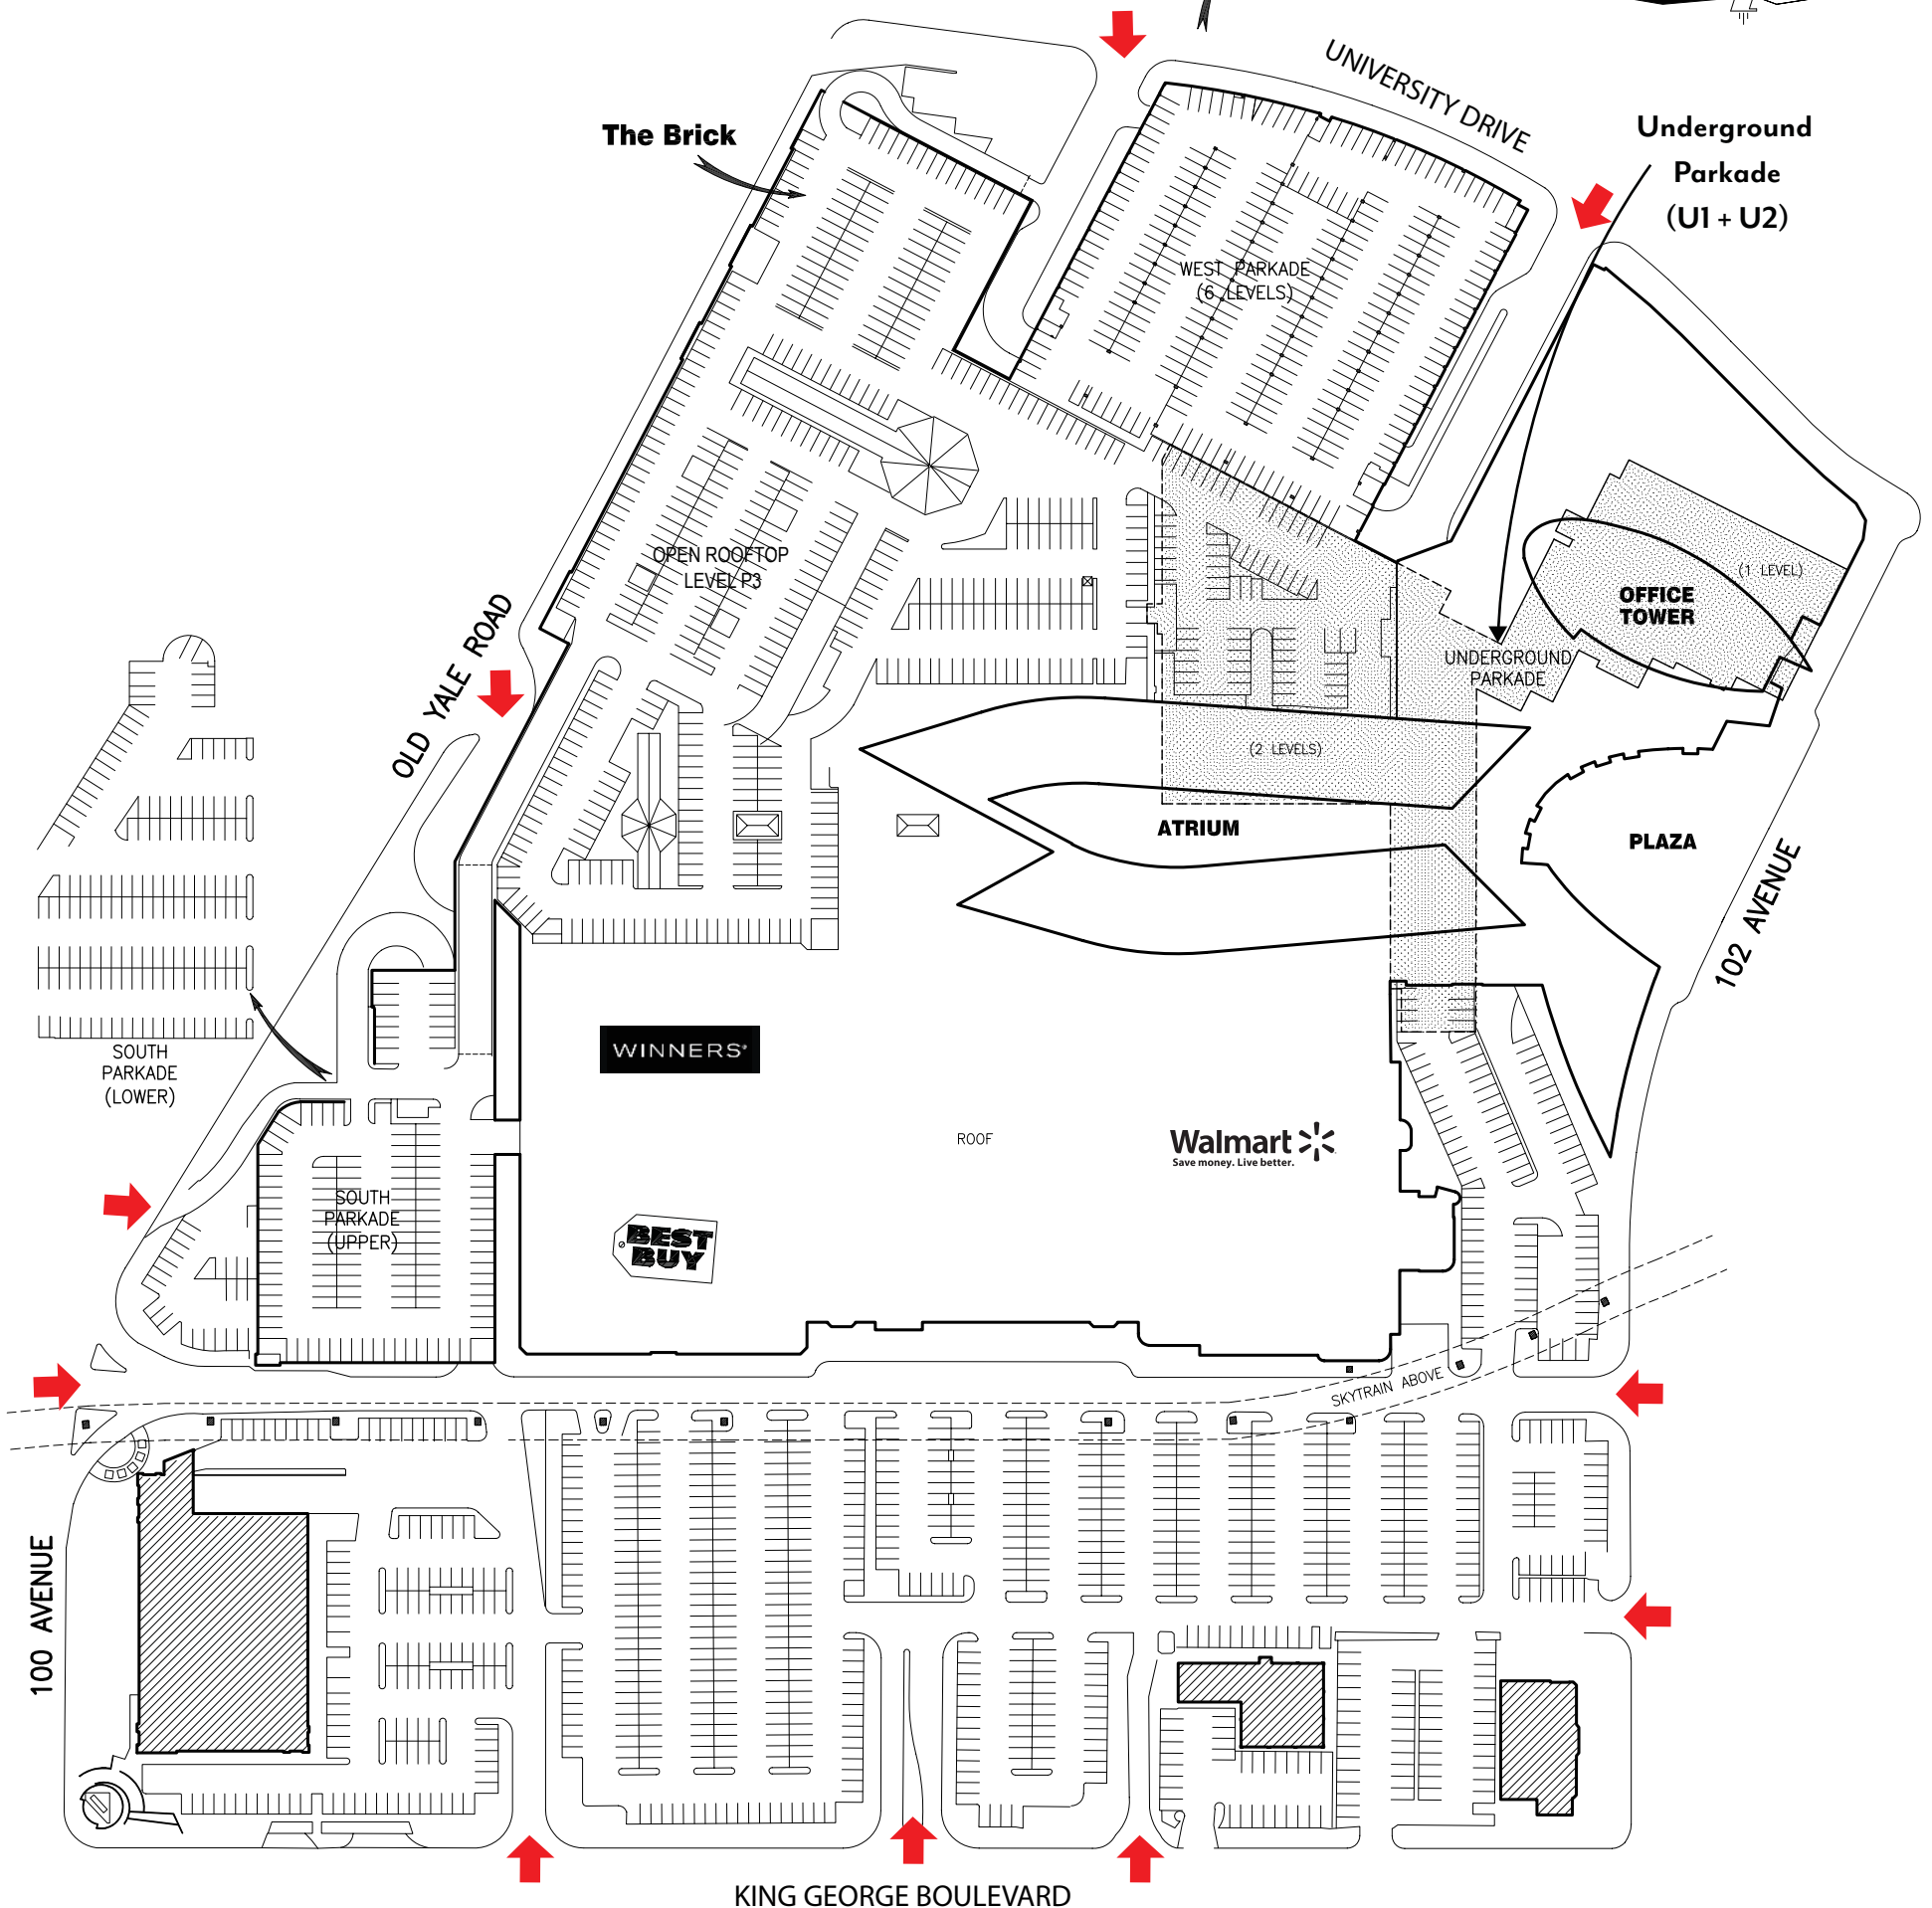 UNIVERSITY DRIVE
The Brick
Underground
Parkade
(U1 + U2)
WEST PARKADE
(6 LEVELS)
OPEN ROOFTOP
LEVEL P3
(1 LEVEL)
OFFICE
TOWER
UNDERGROUND
PARKADE
OLD YALE ROAD
(2 LEVELS)
ATRIUM
PLAZA
102 AVENUE
WINNERS®
SOUTH
PARKADE
(LOWER)
ROOF
Walmart
Save money. Live better.
SOUTH
PARKADE
(UPPER)
BEST
BUY
SKYTRAIN ABOVE
100 AVENUE
KING GEORGE BOULEVARD